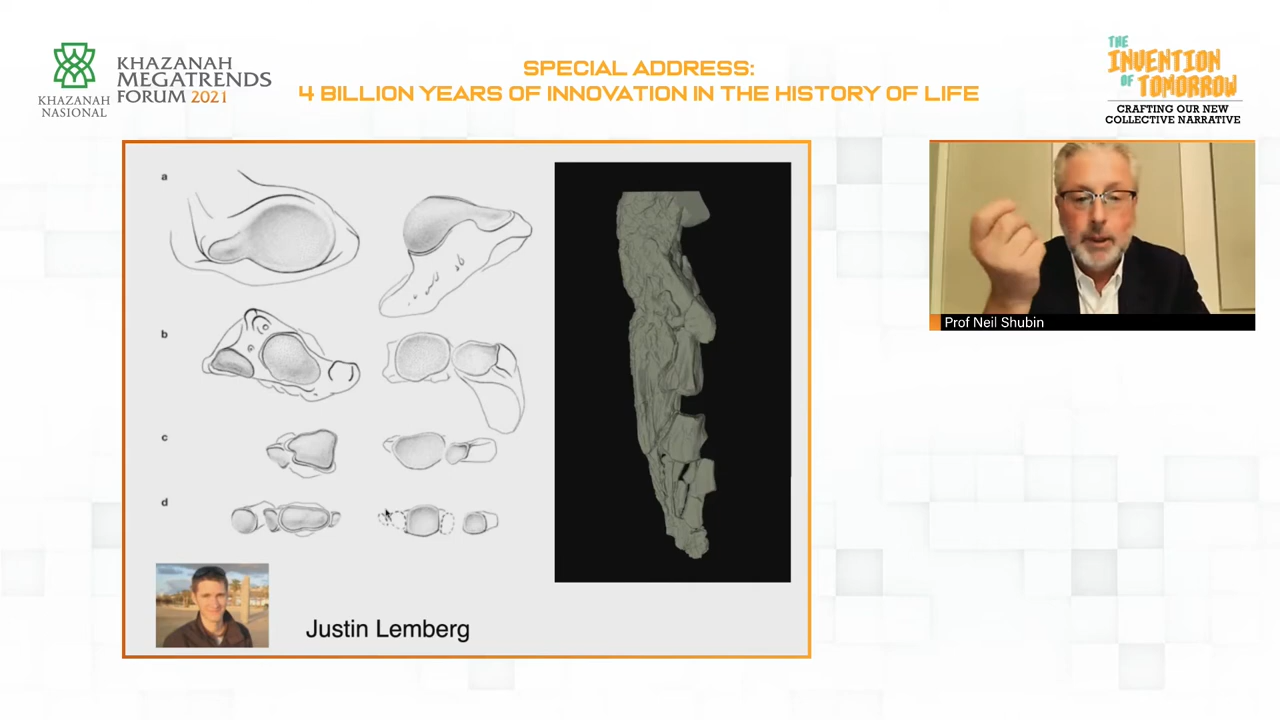 KHAZANAH
NASIONAL
KHAZANAH
MEGATRENDS
FORUM 2021
SPECIAL ADDRESS:
4 BILLION YEARS OF INNOVATION IN THE HISTORY OF LIFE
THE
INVENTION
OF TOMORROW
CRAFTING OUR NEW
COLLECTIVE NARRATIVE
a
b
c
d
Justin Lemberg
Prof Neil Shubin